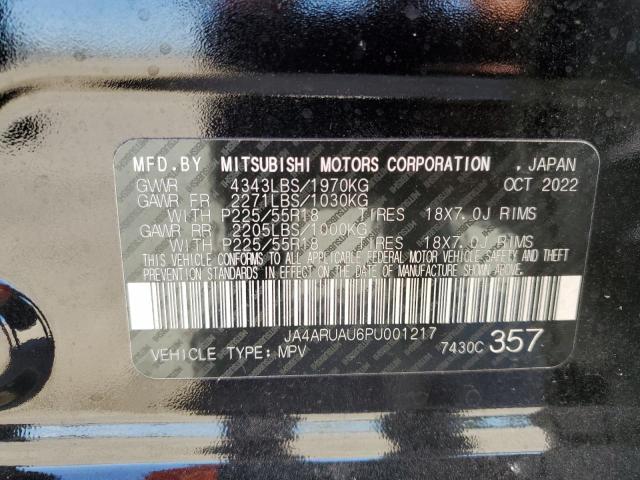 MFD.BY MITSUBISHI MOTORS CORPORATION , JAPAN
GVWR 4343LBS/1970KG OCT 2022
GAWR FR 2271LBS/1030KG
WITH P225/55R18 TIRES 18X7.0J RIMS
GAWR RR 2205LBS/1000KG
WITH P225/55R18 TIRES 18X7.0J RIMS
THIS VEHICLE CONFORMS TO ALL APPLICABLE FEDERAL MOTOR VEHICLE SAFETY AND THEFT
PREVENTION STANDARDS IN EFFECT ON THE DATE OF MANUFACTURE SHOWN ABOVE.
JA4ARUAU6PU001217
VEHICLE TYPE:MPV 7430C 357